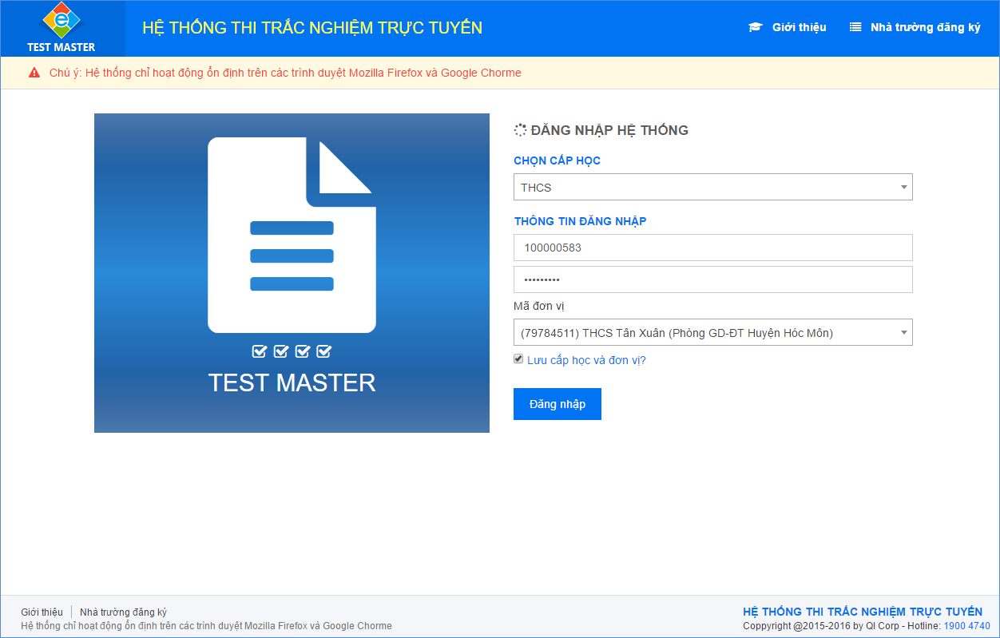 e
TEST MASTER
HỆ THỐNG THI TRẮC NGHIỆM TRỰC TUYẾN
Giới thiệu
Nhà trường đăng ký
Chú ý: Hệ thống chỉ hoạt động ổn định trên các trình duyệt Mozilla Firefox và Google Chorme
TEST MASTER
ĐĂNG NHẬP HỆ THỐNG
CHỌN CẤP HỌC
THCS
THÔNG TIN ĐĂNG NHẬP
100000583
•••••••••
Mã đơn vị
(79784511) THCS Tân Xuân (Phòng GD-ĐT Huyện Hóc Môn)
Lưu cấp học và đơn vị?
Đăng nhập
Giới thiệu
Nhà trường đăng ký
Hệ thống chỉ hoạt động ổn định trên các trình duyệt Mozilla Firefox và Google Chorme
HỆ THỐNG THI TRẮC NGHIỆM TRỰC TUYẾN
Coppyright @2015-2016 by QI Corp - Hotline: 1900 4740